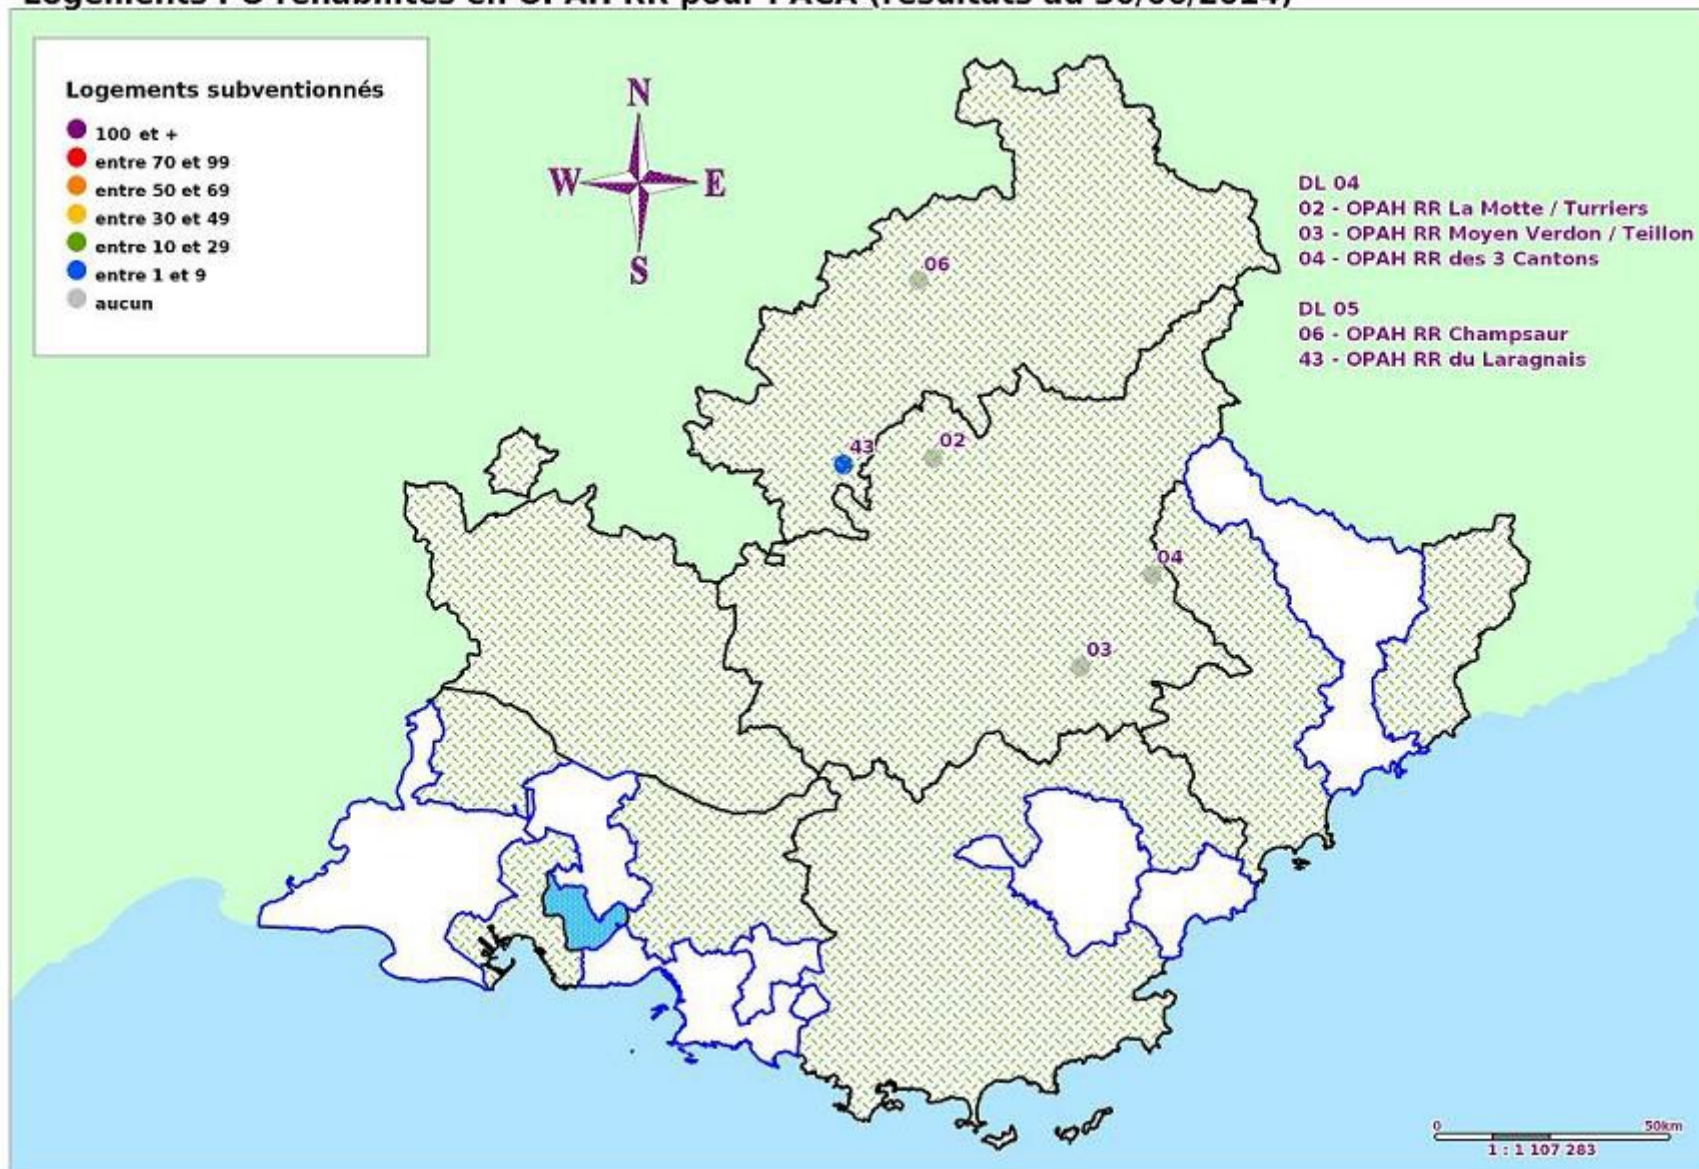 Logements PO réhabilités en OPAH RR pour PACA (résultats au 30/06/2014)
Logements subventionnés
100 et +
entre 70 et 99
entre 50 et 69
entre 30 et 49
entre 10 et 29
entre 1 et 9
aucun
N
W E
S
DL 04
02 - OPAH RR La Motte / Turriers
03 - OPAH RR Moyen Verdon / Teillon
04 - OPAH RR des 3 Cantons
DL 05
06 - OPAH RR Champsaur
43 - OPAH RR du Laragnais
06
43
02
04
03
0 50km
1 : 1 107 283